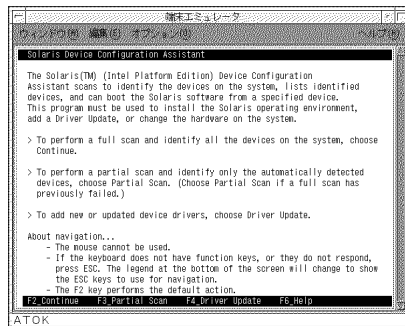 端末エミュレータ
ウィンドウ(W) 編集(E) オプション(O) ヘルプ(P)
Solaris Device Configuration Assistant
The Solaris(TM) (Intel Platform Edition) Device Configuration
Assistant scans to identify the devices on the system, lists identified
devices, and can boot the Solaris software from a specified device.
This program must be used to install the Solaris operating environment,
add a Driver Update, or change the hardware on the system.
> To perform a full scan and identify all the devices on the system, choose
Continue.
> To perform a partial scan and identify only the automatically detected
devices, choose Partial Scan. (Choose Partial Scan if a full scan has
previously failed.)
> To add new or updated device drivers, choose Driver Update.
About navigation...
- The mouse cannot be used.
- If the keyboard does not have function keys, or they do not respond,
press ESC. The legend at the bottom of the screen will change to show
the ESC keys to use for navigation.
- The F2 key performs the default action.
F2_Continue F3_Partial Scan F4_Driver Update F6_Help
ATOK